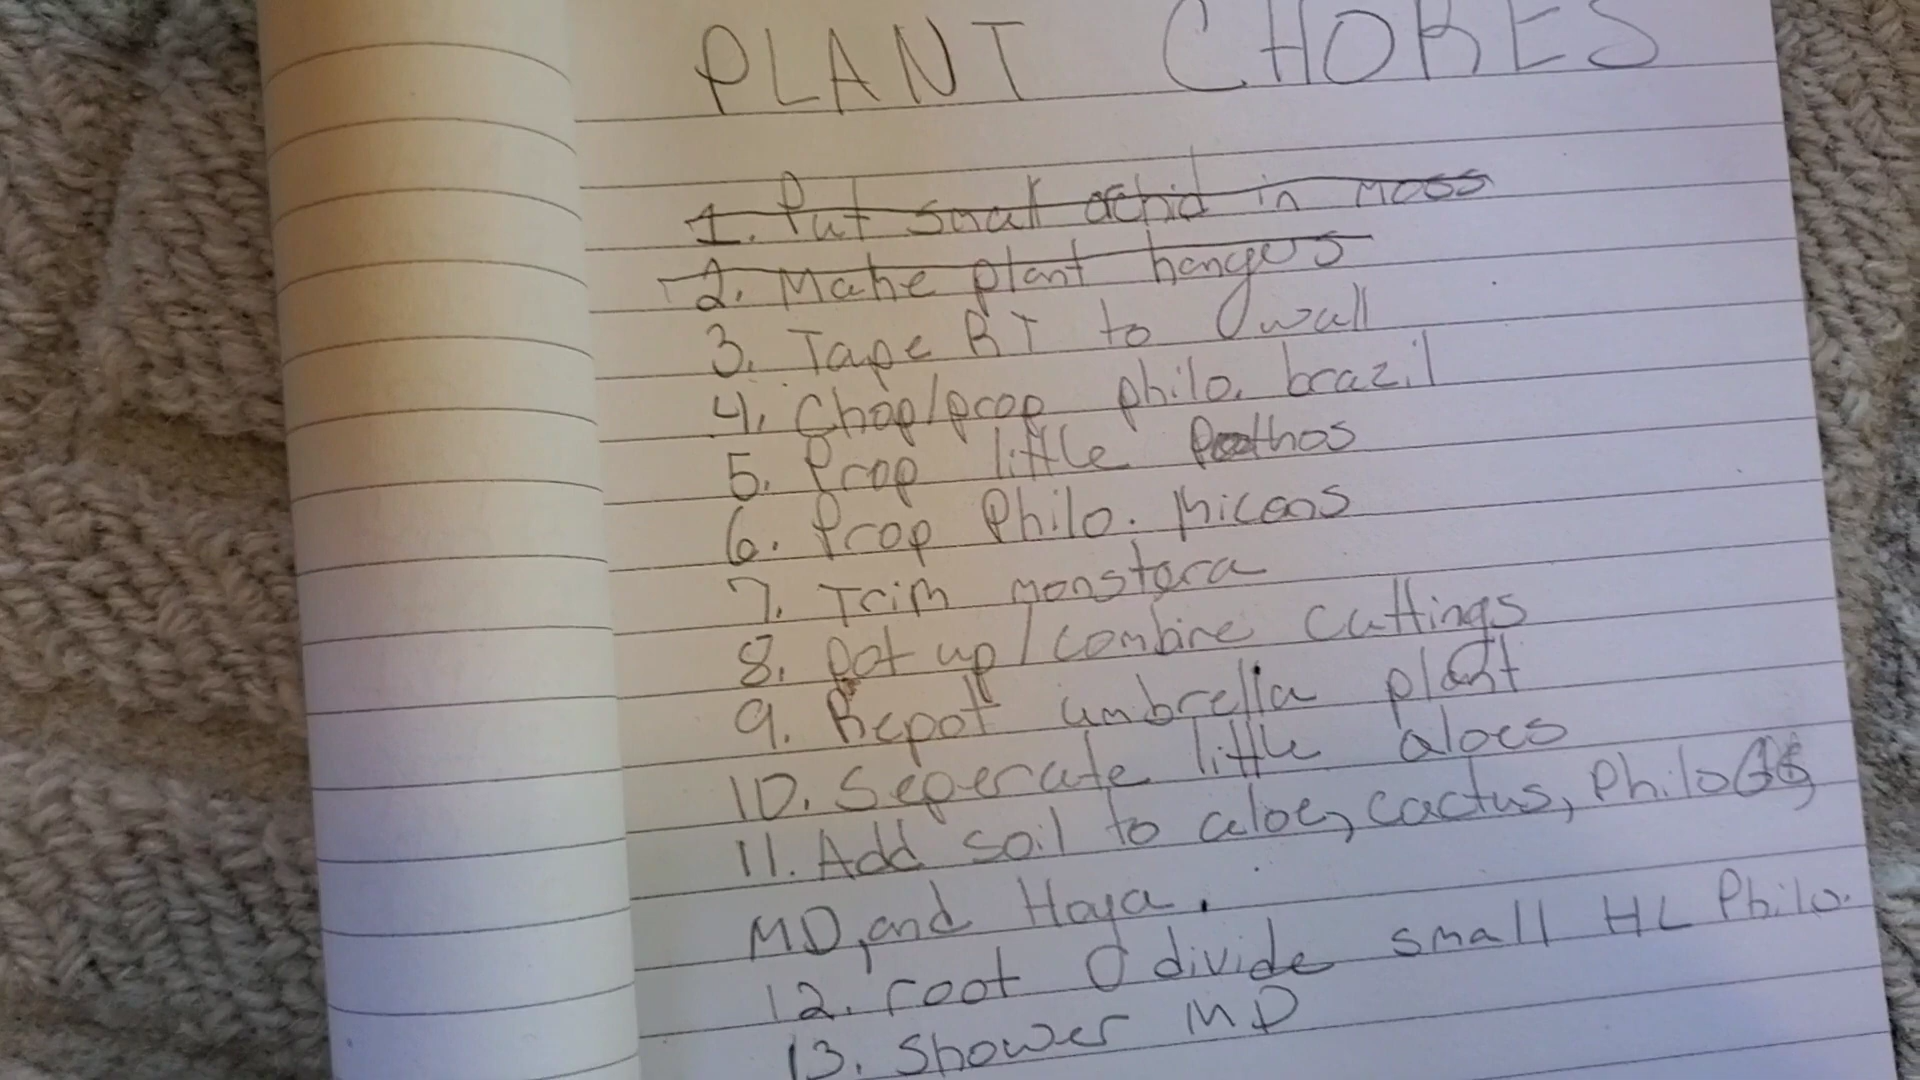 PLANT CHORES
1. Put small orchid in moss
2. Make plant hangers
3. Tape RT to wall
4. Chop/prop philo. brazil
5. Prop little Pothos
6. Prop Philo. Micans
7. Trim monstera
8. Pot up/combine cuttings
9. Repot umbrella plant
10. Seperate little aloes
11. Add soil to aloe, cactus, Philo
MD, and Hoya.
12. root divide small HL Philo.
13. Shower MD